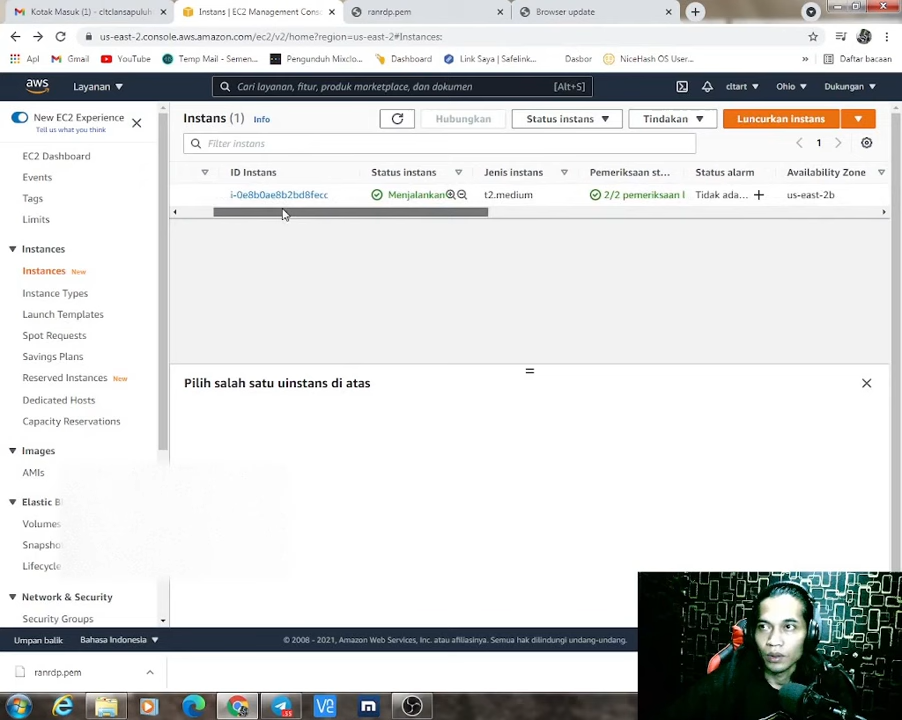 Kotak Masuk (8) - cltclansapuluh
Instans | EC2 Management Cons
ranrdp.pem
Browser update
us-east-2.console.aws.amazon.com/ec2/v2/home?region=us-east-2#Instances:
Apl
Gmail
YouTube
Temp Mail - Semen...
Pengunduh Mixclo...
Dashboard
Link Saya | Safelink...
Dasbor
NiceHash OS User...
»
Daftar bacaan
aws
Layanan
Cari layanan, fitur, produk marketplace, dan dokumen
[Alt+S]
cltart
Ohio
Dukungan
New EC2 Experience
Tell us what you think
EC2 Dashboard
Events
Tags
Limits
Instances
Instances New
Instance Types
Launch Templates
Spot Requests
Savings Plans
Reserved Instances New
Dedicated Hosts
Capacity Reservations
Images
AMIs
Elastic B
Volumes
Snapsho
Lifecycle
Network & Security
Security Groups
Instans (1) Info
Hubungkan
Status instans
Tindakan
Luncurkan instans
Filter instans
1
ID Instans
Status instans
Jenis instans
Pemeriksaan st...
Status alarm
Availability Zone
i-0e8b0ae8b2bd8fecc
Menjalankan
t2.medium
2/2 pemeriksaan l
Tidak ada...
us-east-2b
Pilih salah satu uinstans di atas
Umpan balik
Bahasa Indonesia
© 2008 - 2021, Amazon Web Services, Inc. atau afiliasinya. Semua hak dilindungi undang-undang.
ranrdp.pem